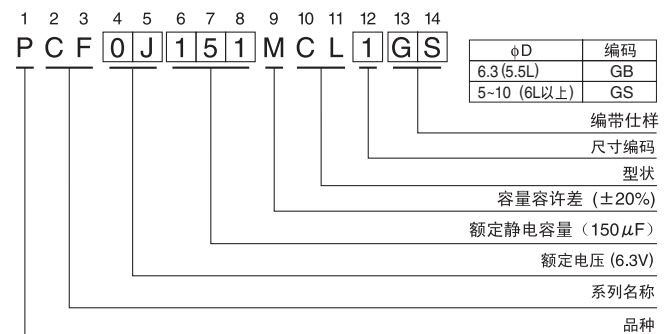 1 2 3 4 5 6 7 8 9 10 11 12 13 14
P C F 0 J 1 5 1 M C L 1 G S
φD 编码
6.3 (5.5L) GB
5~10 (6L以上) GS
编带仕样
尺寸编码
型状
容量容许差 (±20%)
额定静电容量（150μF）
额定电压 (6.3V)
系列名称
品种